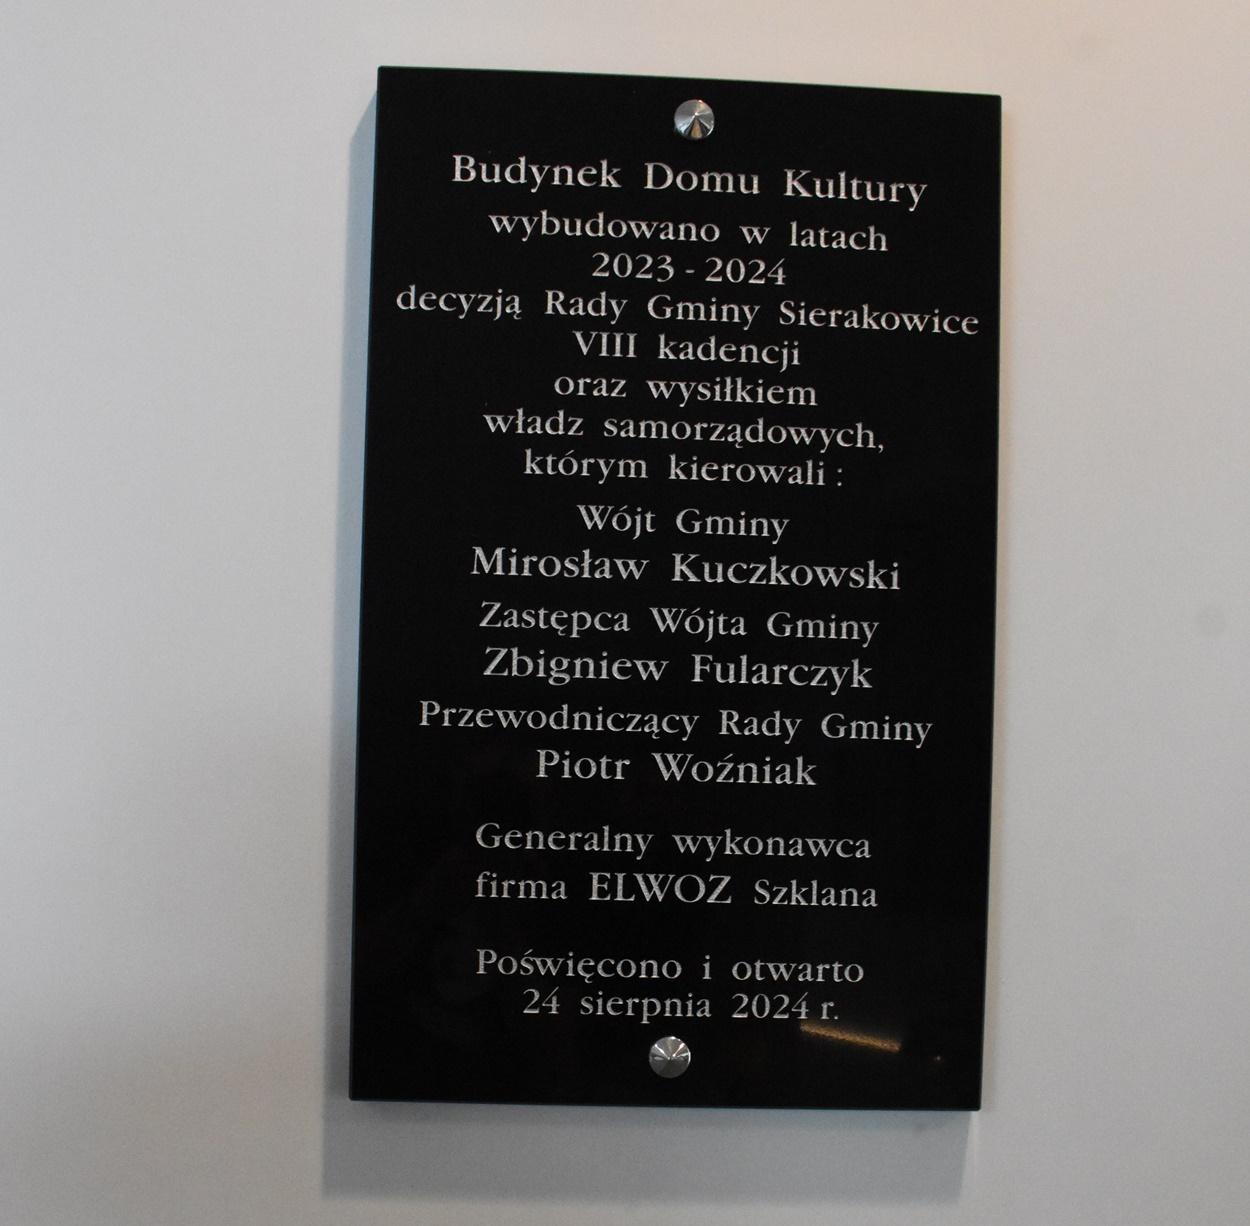 Budynek Domu Kultury
wybudowano w latach
2023 - 2024
decyzją Rady Gminy Sierakowice
VIII kadencji
oraz wysiłkiem
władz samorządowych,
którym kierowali :
Wójt Gminy
Mirosław Kuczkowski
Zastępca Wójta Gminy
Zbigniew Fularczyk
Przewodniczący Rady Gminy
Piotr Woźniak
Generalny wykonawca
firma ELWOZ Szklana
Poświęcono i otwarto
24 sierpnia 2024 r.